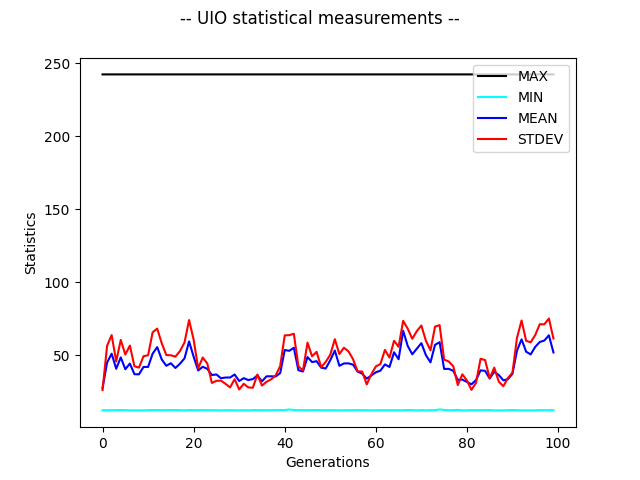 -- UIO statistical measurements --
250
200
150
100
50
Statistics
MAX
MIN
MEAN
STDEV
0
20
40
60
80
100
Generations